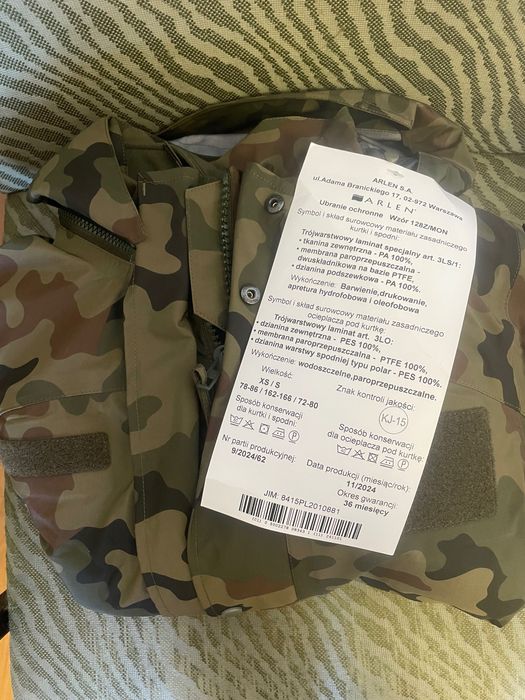 ARLEN S.A.
ul.Adama Branickiego 17, 02-972 Warszawa
ARLEN
Ubranie ochronne Wzór 128Z/MON
Symbol i skład surowcowy materiału zasadniczego
kurtki i spodni:
Trójwarstwowy laminat specjalny art. 3LS/1:
• tkanina zewnętrzna - PA 100%,
• membrana paroprzepuszczalna -
dwuskładnikowa na bazie PTFE,
• dzianina podszewkowa - PA 100%,
Wykończenie: Barwienie,drukowanie,
apretura hydrofobowa i oleofobowa
Symbol i skład surowcowy materiału zasadniczego
ocieplacza pod kurtkę:
Trójwarstwowy laminat art. 3LO:
• dzianina zewnętrzna - PES 100%,
• membrana paroprzepuszczalna - PTFE 100%,
• dzianina warstwy spodniej typu polar - PES 100%.
Wykończenie: wodoszczelne,paroprzepuszczalne.
Wielkość:
XS / S
78-86 / 162-166 / 72-80
Znak kontroli jakości:
KJ-15
Sposób konserwacji
dla kurtki i spodni:
Sposób konserwacji
dla ocieplacza pod kurtkę:
Nr partii produkcyjnej:
9/2024/62
Data produkcji (miesiąc/rok):
11/2024
Okres gwarancji:
36 miesięcy
JIM: 8415PL2010881